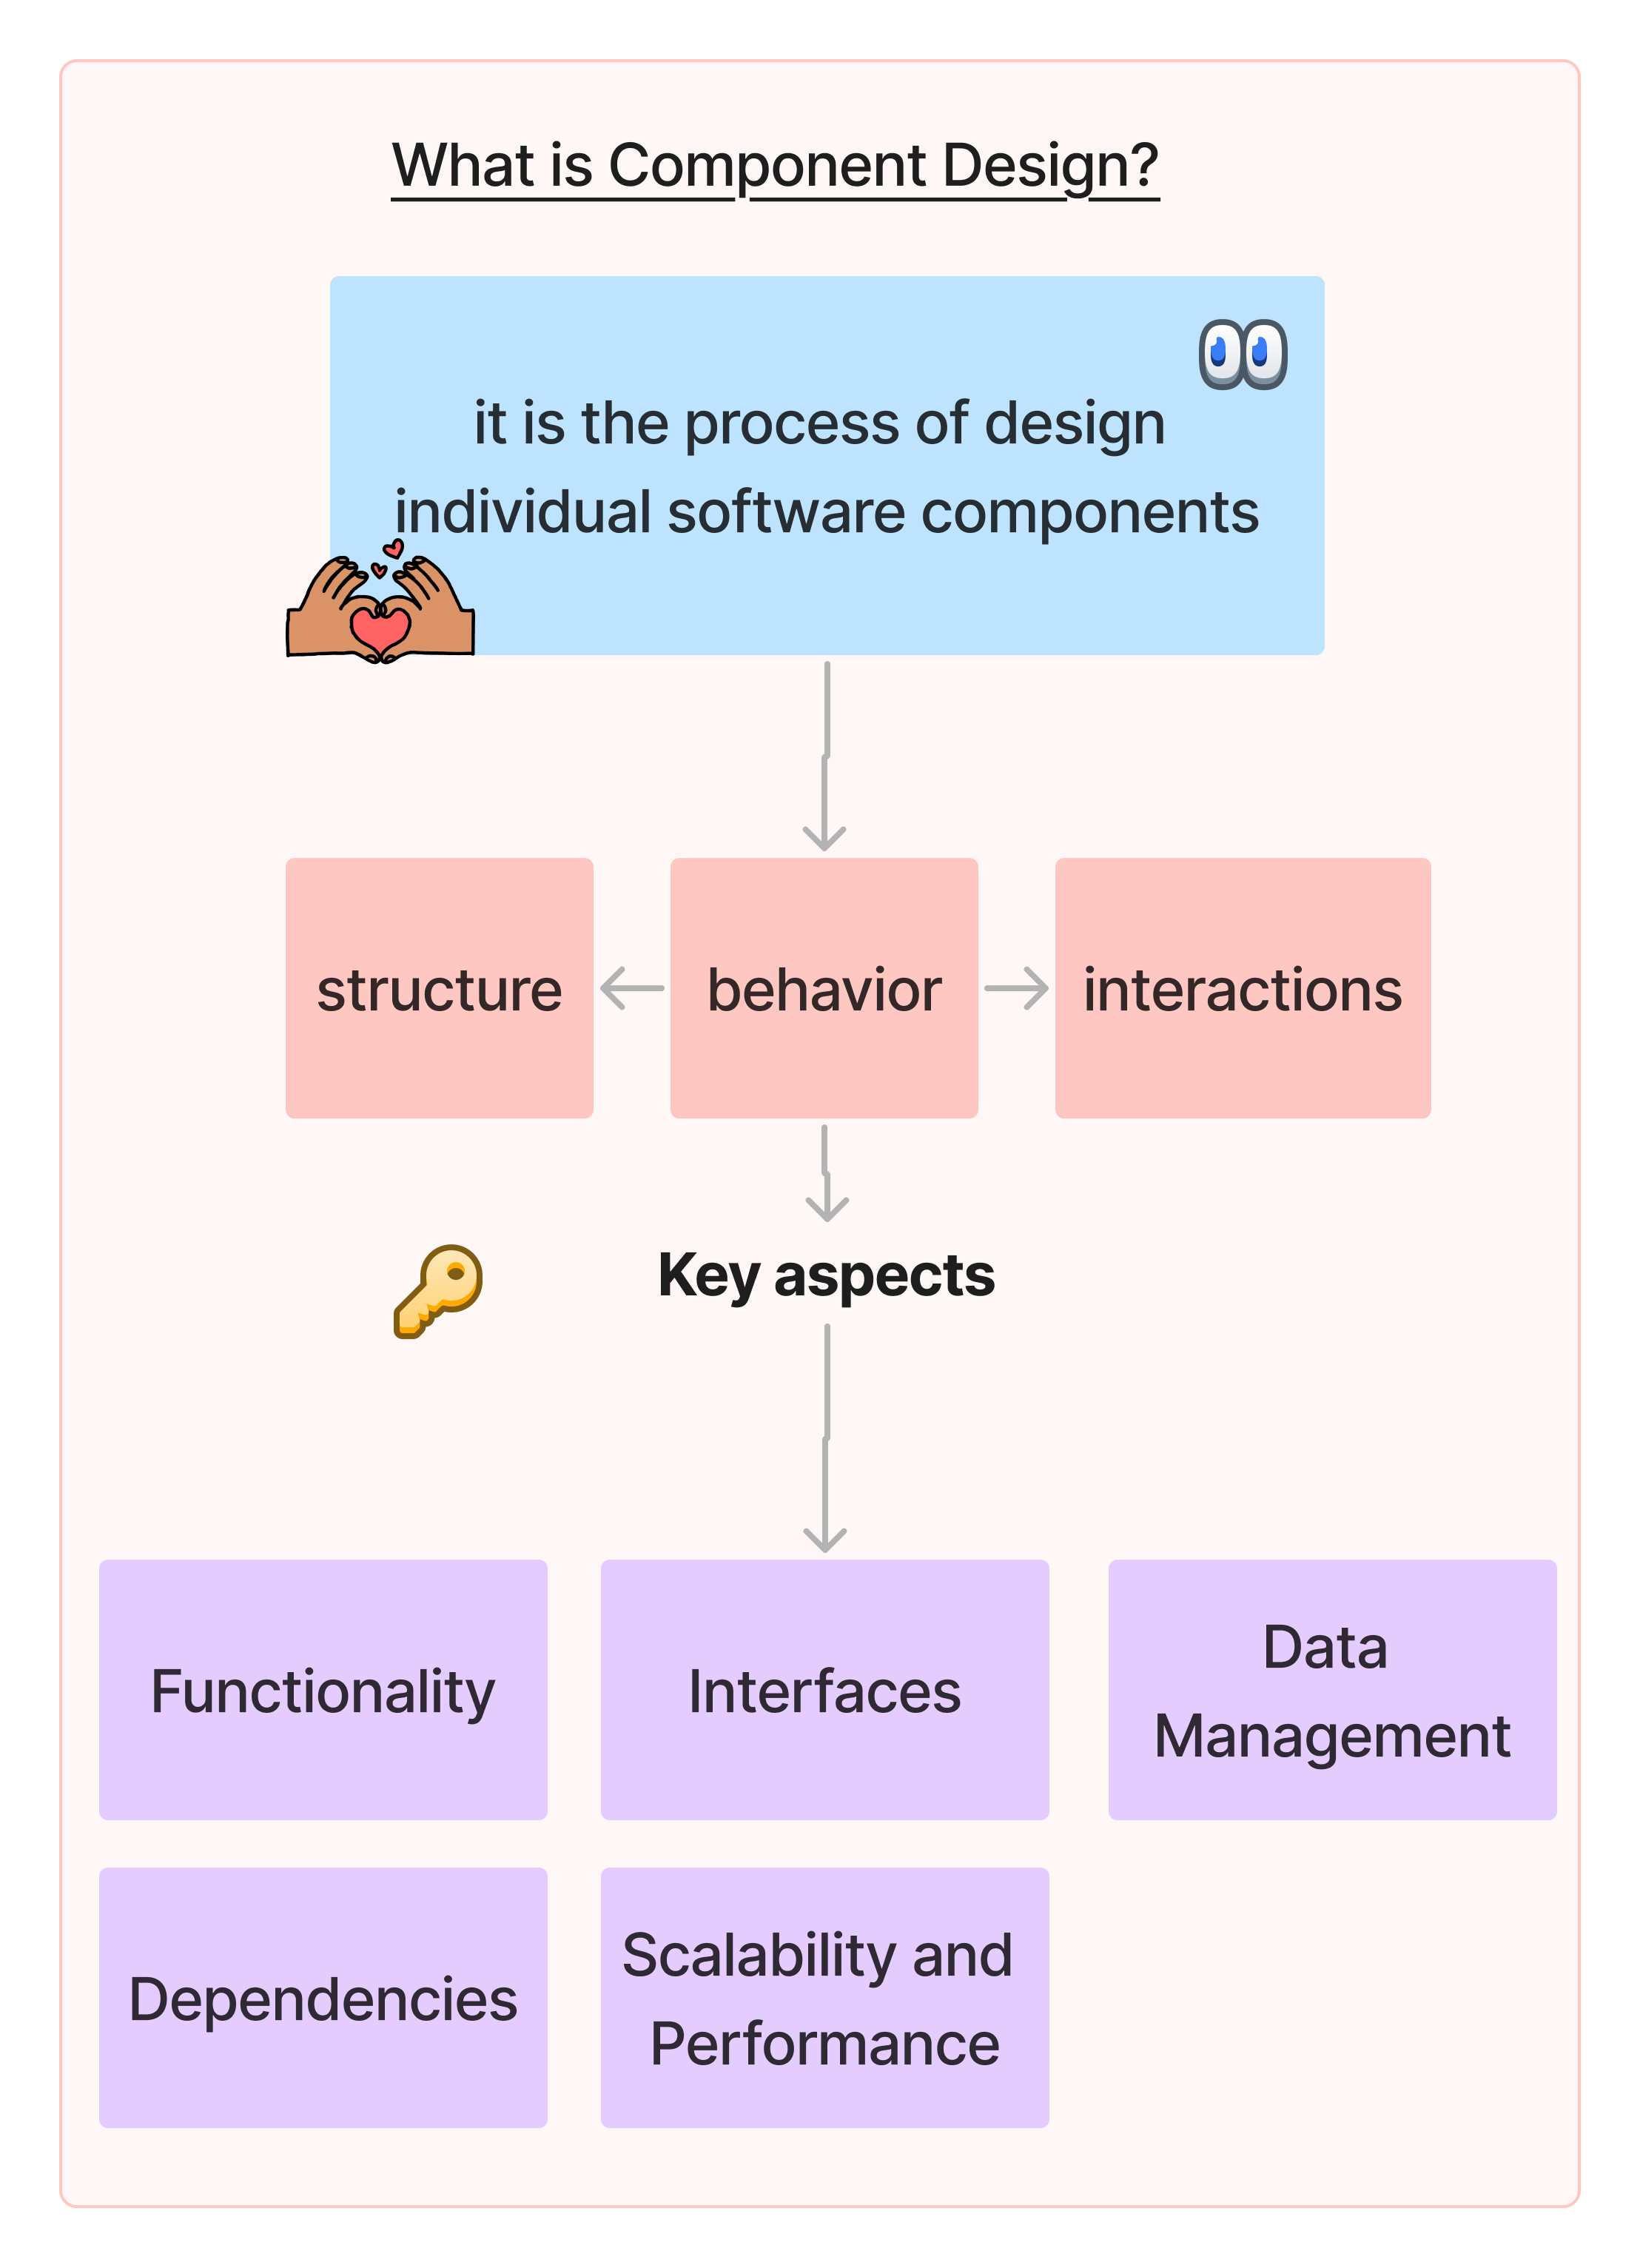 What is Component Design?
it is the process of design
individual software components
structure
behavior
interactions
Key aspects
Functionality
Interfaces
Data
Management
Dependencies
Scalability and
Performance